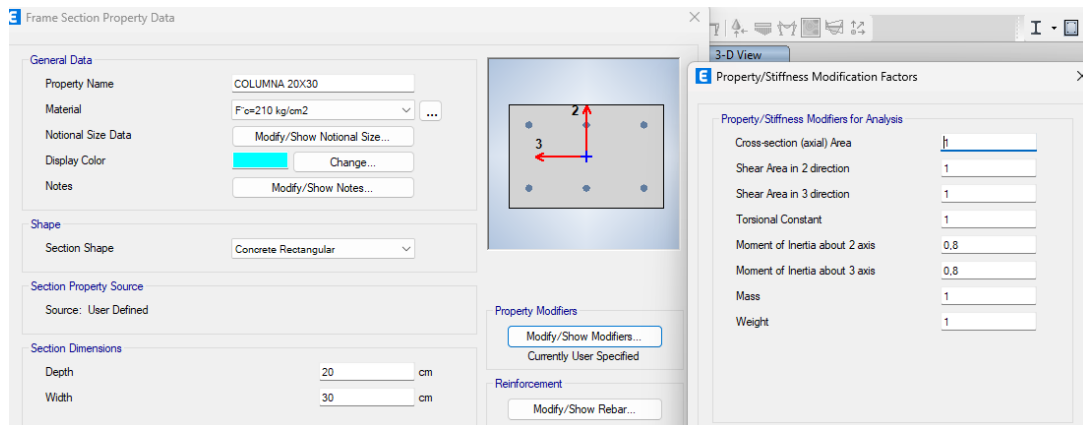 Frame Section Property Data
General Data
Property Name COLUMNA 20X30
Material F'c=210 kg/cm2 ...
Notional Size Data Modify/Show Notional Size...
Display Color Change...
Notes Modify/Show Notes...
Shape
Section Shape Concrete Rectangular
Section Property Source
Source: User Defined
Section Dimensions
Depth 20 cm
Width 30 cm
2
3
Property Modifiers
Modify/Show Modifiers...
Currently User Specified
Reinforcement
Modify/Show Rebar...
3-D View
Property/Stiffness Modification Factors
Property/Stiffness Modifiers for Analysis
Cross-section (axial) Area 1
Shear Area in 2 direction 1
Shear Area in 3 direction 1
Torsional Constant 1
Moment of Inertia about 2 axis 0,8
Moment of Inertia about 3 axis 0,8
Mass 1
Weight 1